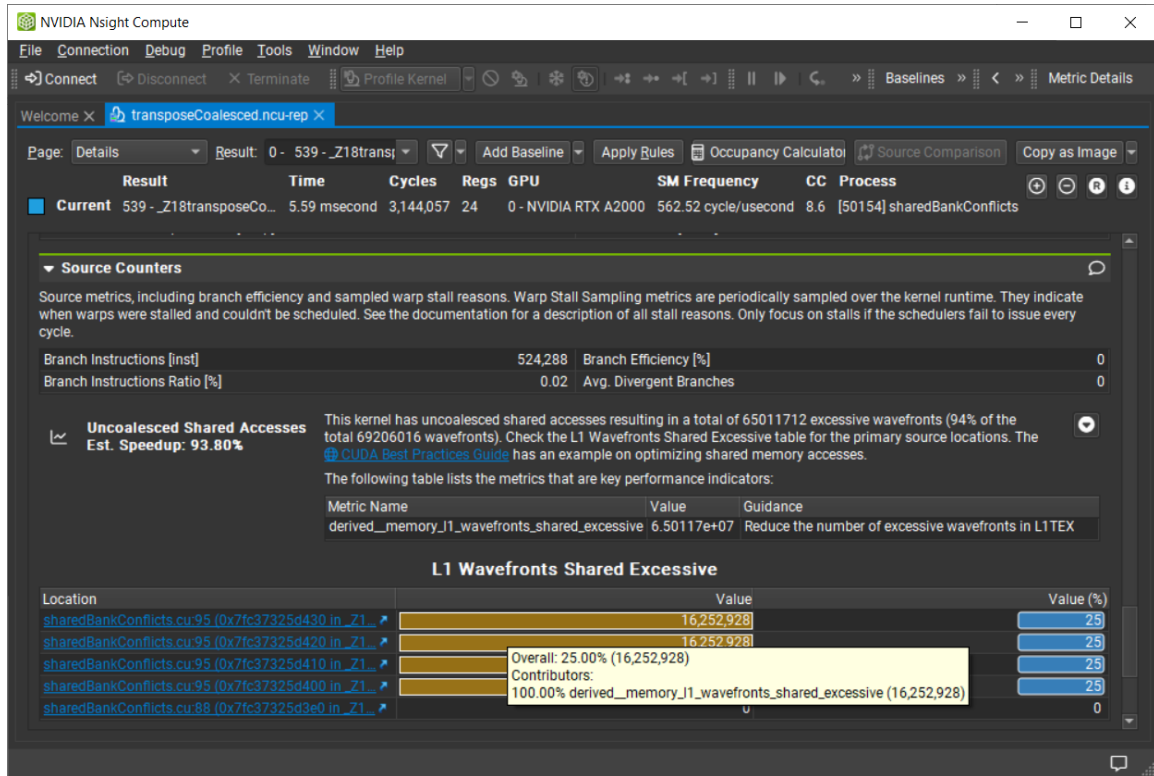 NVIDIA Nsight Compute
File Connection Debug Profile Tools Window Help
Connect Disconnect Terminate Profile Kernel » Baselines » » Metric Details
Welcome transposeCoalesced.ncu-rep
Page: Details Result: 0 - 539 - _Z18transp Add Baseline Apply Rules Occupancy Calculator Source Comparison Copy as Image
Result Time Cycles Regs GPU SM Frequency CC Process
Current 539 - _Z18transposeCo... 5.59 msecond 3,144,057 24 0 - NVIDIA RTX A2000 562.52 cycle/usecond 8.6 [50154] sharedBankConflicts
Source Counters
Source metrics, including branch efficiency and sampled warp stall reasons. Warp Stall Sampling metrics are periodically sampled over the kernel runtime. They indicate
when warps were stalled and couldn't be scheduled. See the documentation for a description of all stall reasons. Only focus on stalls if the schedulers fail to issue every
cycle.
Branch Instructions [inst] 524,288 Branch Efficiency [%] 0
Branch Instructions Ratio [%] 0.02 Avg. Divergent Branches 0
Uncoalesced Shared Accesses
Est. Speedup: 93.80%
This kernel has uncoalesced shared accesses resulting in a total of 65011712 excessive wavefronts (94% of the
total 69206016 wavefronts). Check the L1 Wavefronts Shared Excessive table for the primary source locations. The
CUDA Best Practices Guide has an example on optimizing shared memory accesses.
The following table lists the metrics that are key performance indicators:
Metric Name Value Guidance
derived__memory_l1_wavefronts_shared_excessive 6.50117e+07 Reduce the number of excessive wavefronts in L1TEX
L1 Wavefronts Shared Excessive
Location Value Value (%)
sharedBankConflicts.cu:95 (0x7fc37325d430 in _Z1... 16,252,928 25
sharedBankConflicts.cu:95 (0x7fc37325d420 in _Z1... 16,252,928 25
sharedBankConflicts.cu:95 (0x7fc37325d410 in _Z1... 25
sharedBankConflicts.cu:95 (0x7fc37325d400 in _Z1... 25
sharedBankConflicts.cu:88 (0x7fc37325d3e0 in _Z1... 0 0
Overall: 25.00% (16,252,928)
Contributors:
100.00% derived__memory_l1_wavefronts_shared_excessive (16,252,928)